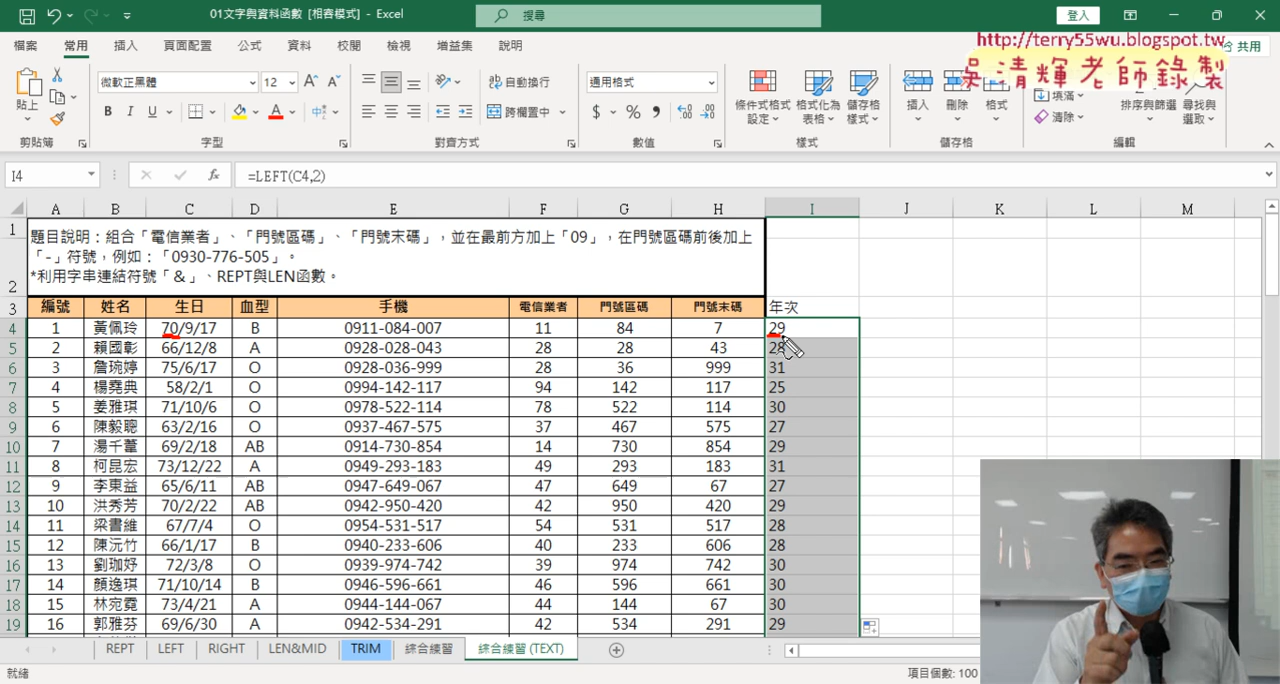 01文字與資料函數 [相容模式] - Excel
搜尋
登入
檔案 常用 插入 頁面配置 公式 資料 校閱 檢視 增益集 說明
共用
http://terry55wu.blogspot.tw
吳清輝老師錄製
貼上
剪貼簿
微軟正黑體 12
B I U
字型
自動換行
跨欄置中
對齊方式
通用格式
$ % ,
數值
條件式格式設定
格式化為表格
儲存格樣式
樣式
插入 刪除 格式
儲存格
填滿
清除
排序與篩選
尋找與選取
編輯
I4
fx
=LEFT(C4,2)
A B C D E F G H I J K L M
1 題目說明：組合「電信業者」、「門號區碼」、「門號末碼」，並在最前方加上「09」，在門號區碼前後加上
「-」符號，例如：「0930-776-505」。
2 *利用字串連結符號「&」、REPT與LEN函數。
3 編號 姓名 生日 血型 手機 電信業者 門號區碼 門號末碼 年次
4 1 黃佩玲 70/9/17 B 0911-084-007 11 84 7 29
5 2 賴國彰 66/12/8 A 0928-028-043 28 28 43 28
6 3 詹琬婷 75/6/17 O 0928-036-999 28 36 999 31
7 4 楊堯典 58/2/1 O 0994-142-117 94 142 117 25
8 5 姜雅琪 71/10/6 O 0978-522-114 78 522 114 30
9 6 陳毅聰 63/2/16 O 0937-467-575 37 467 575 27
10 7 湯千葦 69/2/18 AB 0914-730-854 14 730 854 29
11 8 柯昆宏 73/12/22 A 0949-293-183 49 293 183 31
12 9 李東益 65/6/11 AB 0947-649-067 47 649 67 27
13 10 洪秀芳 70/2/22 AB 0942-950-420 42 950 420 29
14 11 梁書維 67/7/4 O 0954-531-517 54 531 517 28
15 12 陳沅竹 66/1/17 B 0940-233-606 40 233 606 28
16 13 劉珈妤 72/3/8 O 0939-974-742 39 974 742 30
17 14 顏逸琪 71/10/14 B 0946-596-661 46 596 661 30
18 15 林宛霓 73/4/21 A 0944-144-067 44 144 67 30
19 16 郭雅芬 69/6/30 A 0942-534-291 42 534 291 29
REPT LEFT RIGHT LEN&MID TRIM 綜合練習 綜合練習 (TEXT)
就緒
項目個數: 100